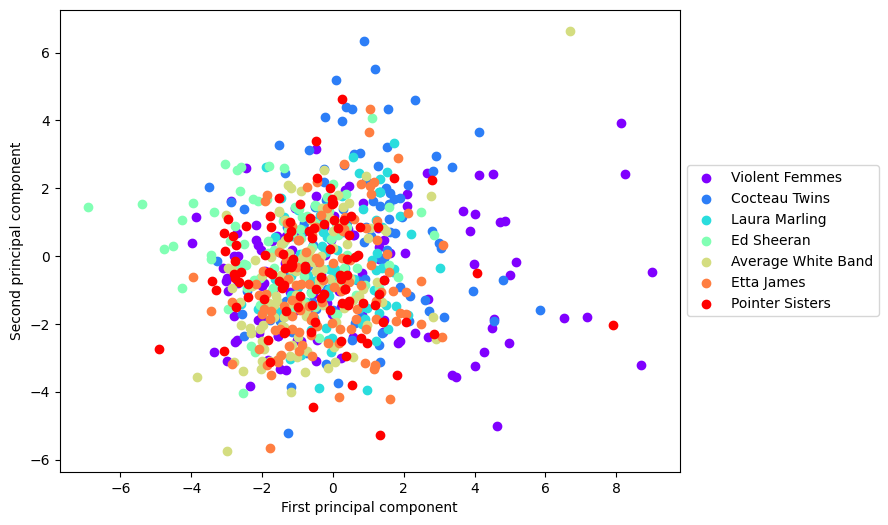 6
4
2
0
−2
−4
−6
Second principal component
−6 −4 −2 0 2 4 6 8
First principal component
Violent Femmes
Cocteau Twins
Laura Marling
Ed Sheeran
Average White Band
Etta James
Pointer Sisters